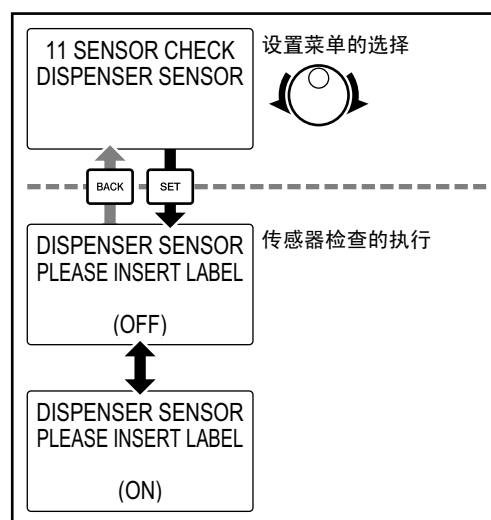 11 SENSOR CHECK
DISPENSER SENSOR
设置菜单的选择
BACK
SET
DISPENSER SENSOR
PLEASE INSERT LABEL
(OFF)
传感器检查的执行
DISPENSER SENSOR
PLEASE INSERT LABEL
(ON)